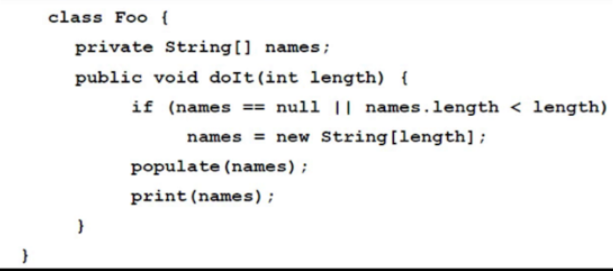 class Foo {
private String[] names;
public void doIt(int length) {
if (names == null || names.length < length)
names = new String[length];
populate(names);
print(names);
}
}